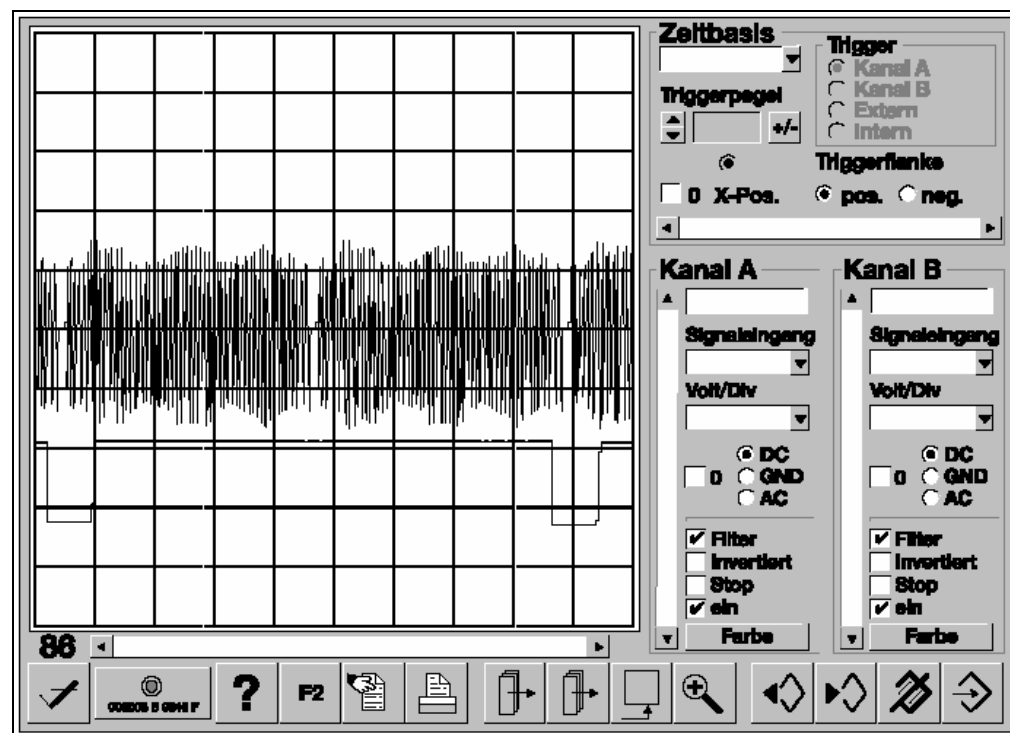 Zeitbasis
Trigger
Kanal A
Kanal B
Extern
Intern
Triggerpegel
+/-
Triggerflanke
0 X-Pos.
pos. neg.
Kanal A
Signaleingang
Volt/Div
DC
0 GND
AC
Filter
Invertiert
Stop
ein
Farbe
Kanal B
Signaleingang
Volt/Div
DC
0 GND
AC
Filter
Invertiert
Stop
ein
Farbe
86
? F2